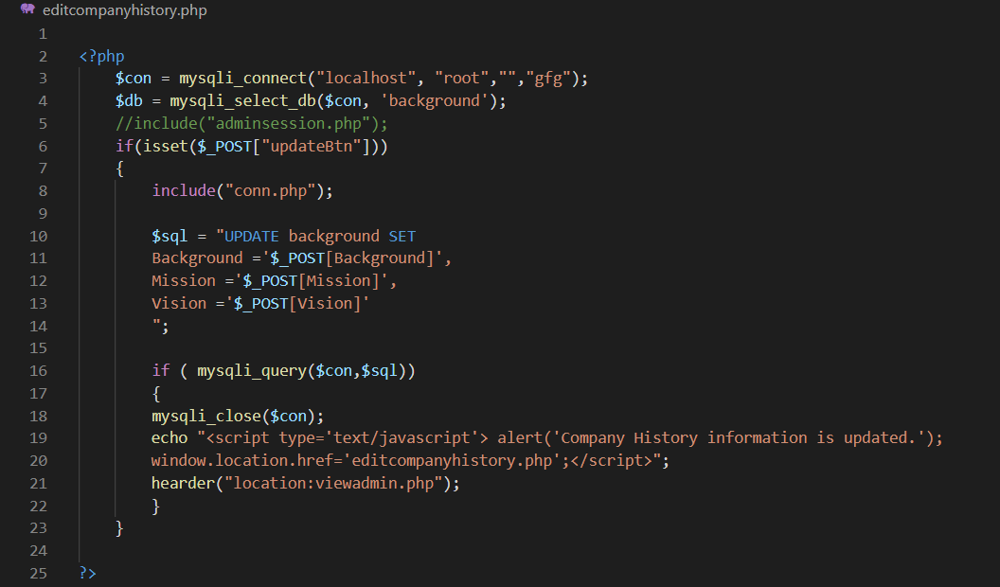 editcompanyhistory.php
1
2 <?php
3 $con = mysqli_connect("localhost", "root","","gfg");
4 $db = mysqli_select_db($con, 'background');
5 //include("adminsession.php");
6 if(isset($_POST["updateBtn"]))
7 {
8 include("conn.php");
9
10 $sql = "UPDATE background SET
11 Background ='$_POST[Background]',
12 Mission ='$_POST[Mission]',
13 Vision ='$_POST[Vision]'
14 ";
15
16 if ( mysqli_query($con,$sql))
17 {
18 mysqli_close($con);
19 echo "<script type='text/javascript'> alert('Company History information is updated.');
20 window.location.href='editcompanyhistory.php';</script>";
21 hearder("location:viewadmin.php");
22 }
23 }
24
25 ?>